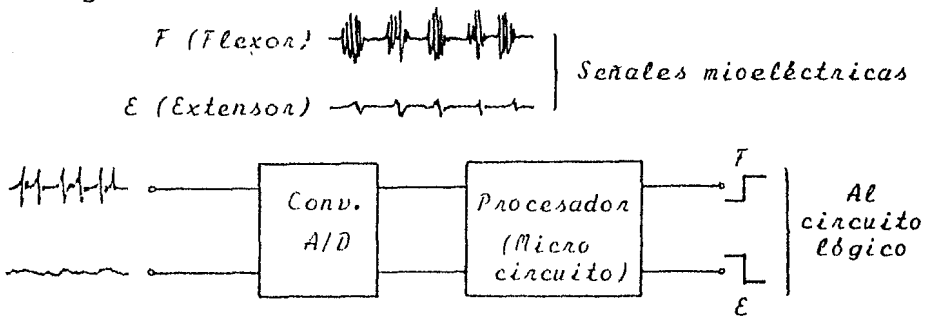 F (Flexor)
Señales mioeléctricas
E (Extensor)
F
Conv.
A/D
Procesador
(Micro
circuito)
Al
circuito
lógico
E